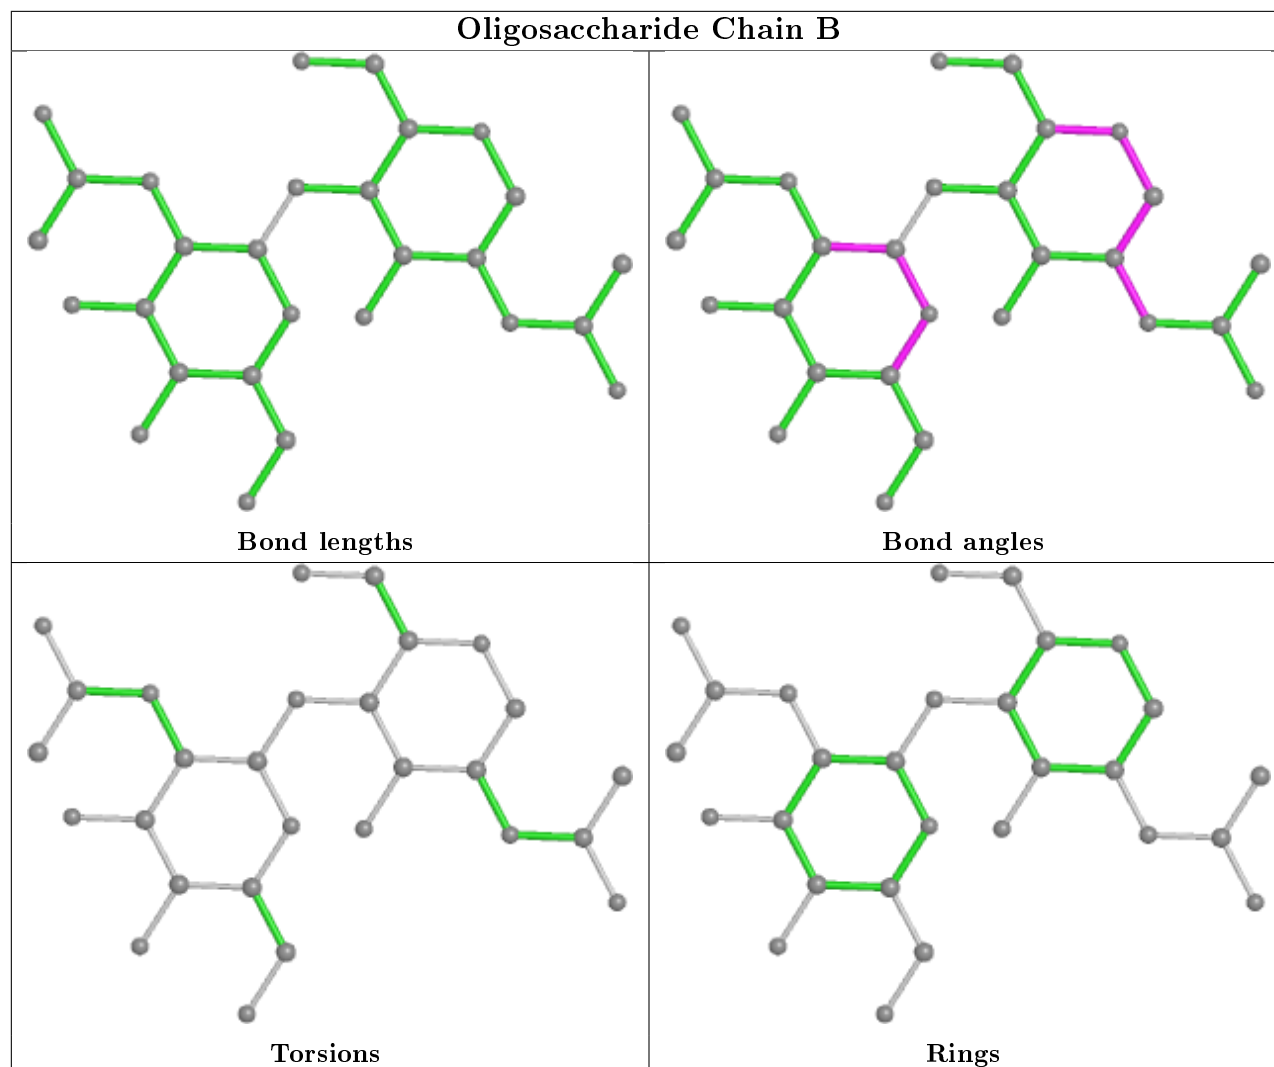 Oligosaccharide Chain B
Bond lengths
Bond angles
Torsions
Rings